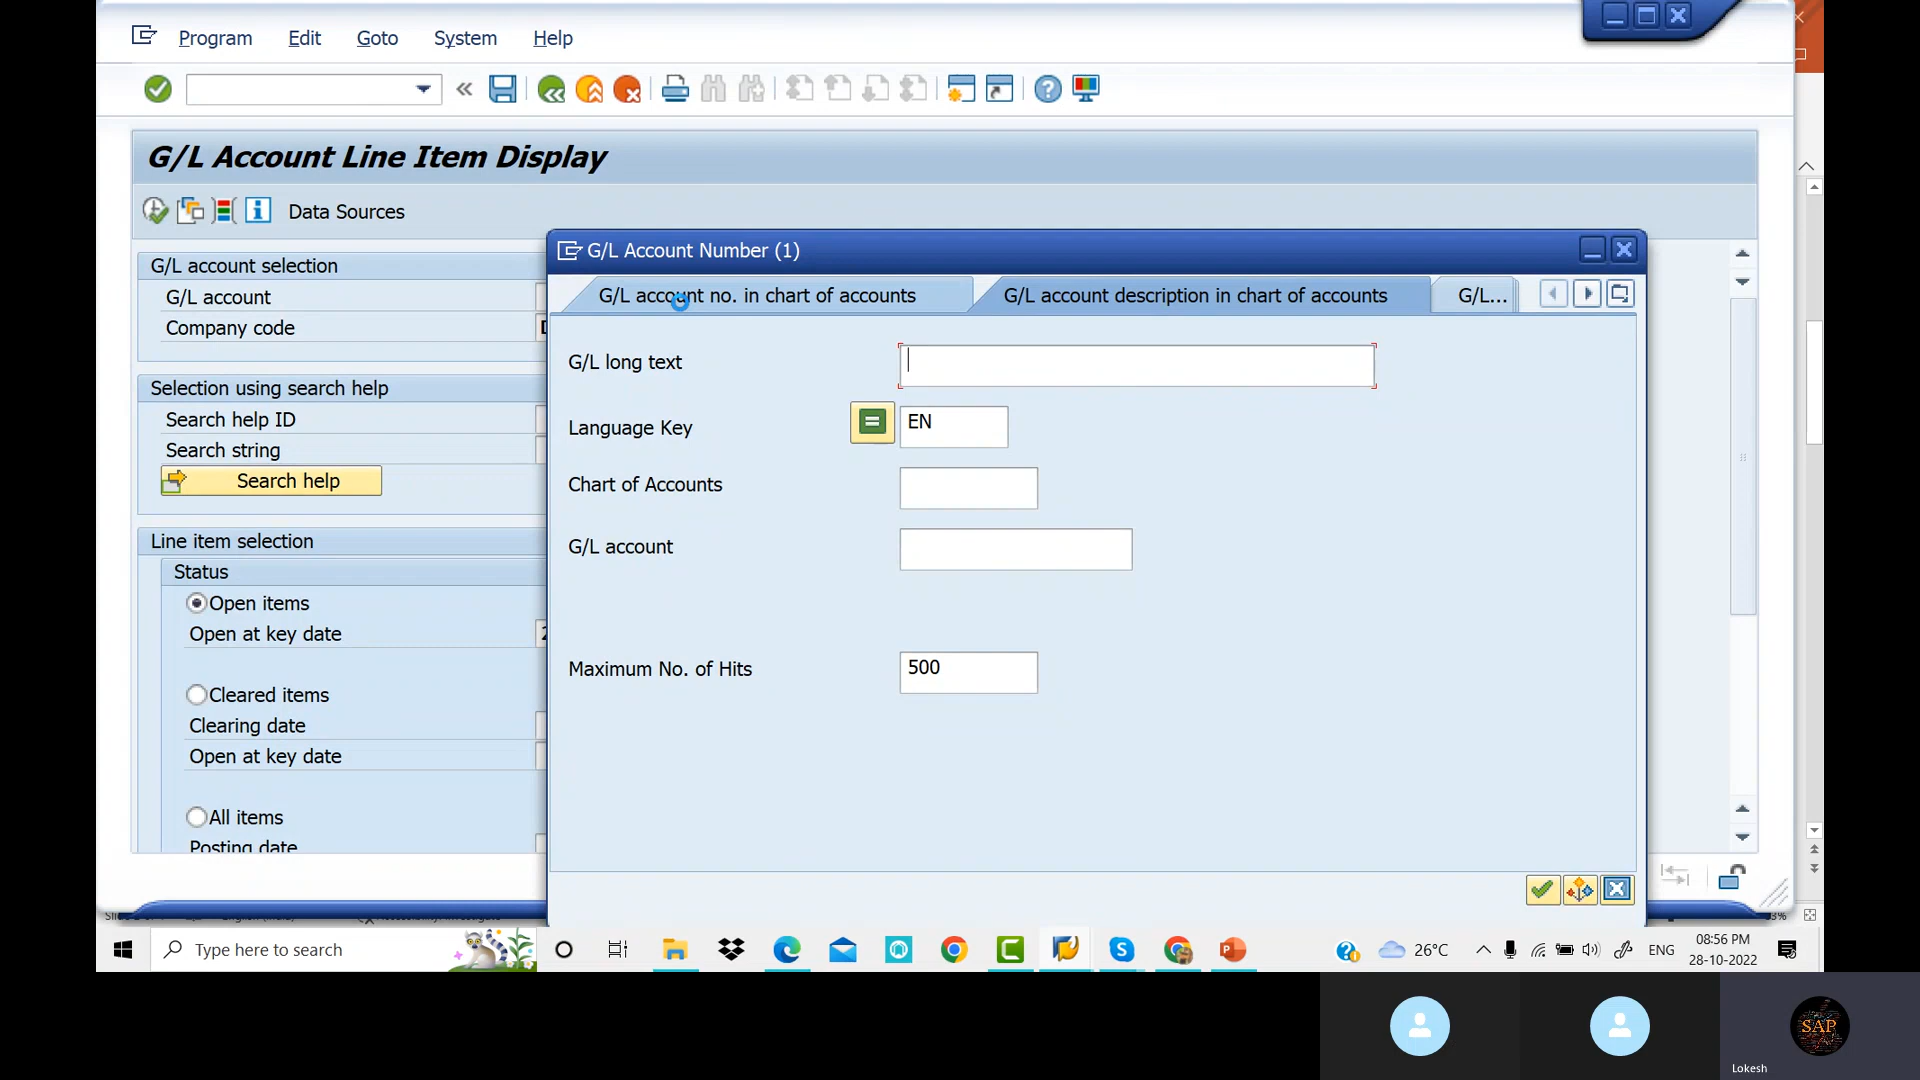 Program Edit Goto System Help
G/L Account Line Item Display
Data Sources
G/L account selection
G/L account
Company code
Selection using search help
Search help ID
Search string
Search help
Line item selection
Status
Open items
Open at key date
Cleared items
Clearing date
Open at key date
All items
Posting date
G/L Account Number (1)
G/L account no. in chart of accounts
G/L account description in chart of accounts
G/L...
G/L long text
Language Key EN
Chart of Accounts
G/L account
Maximum No. of Hits 500
Type here to search
26°C
ENG
08:56 PM
28-10-2022
SAP
Lokesh